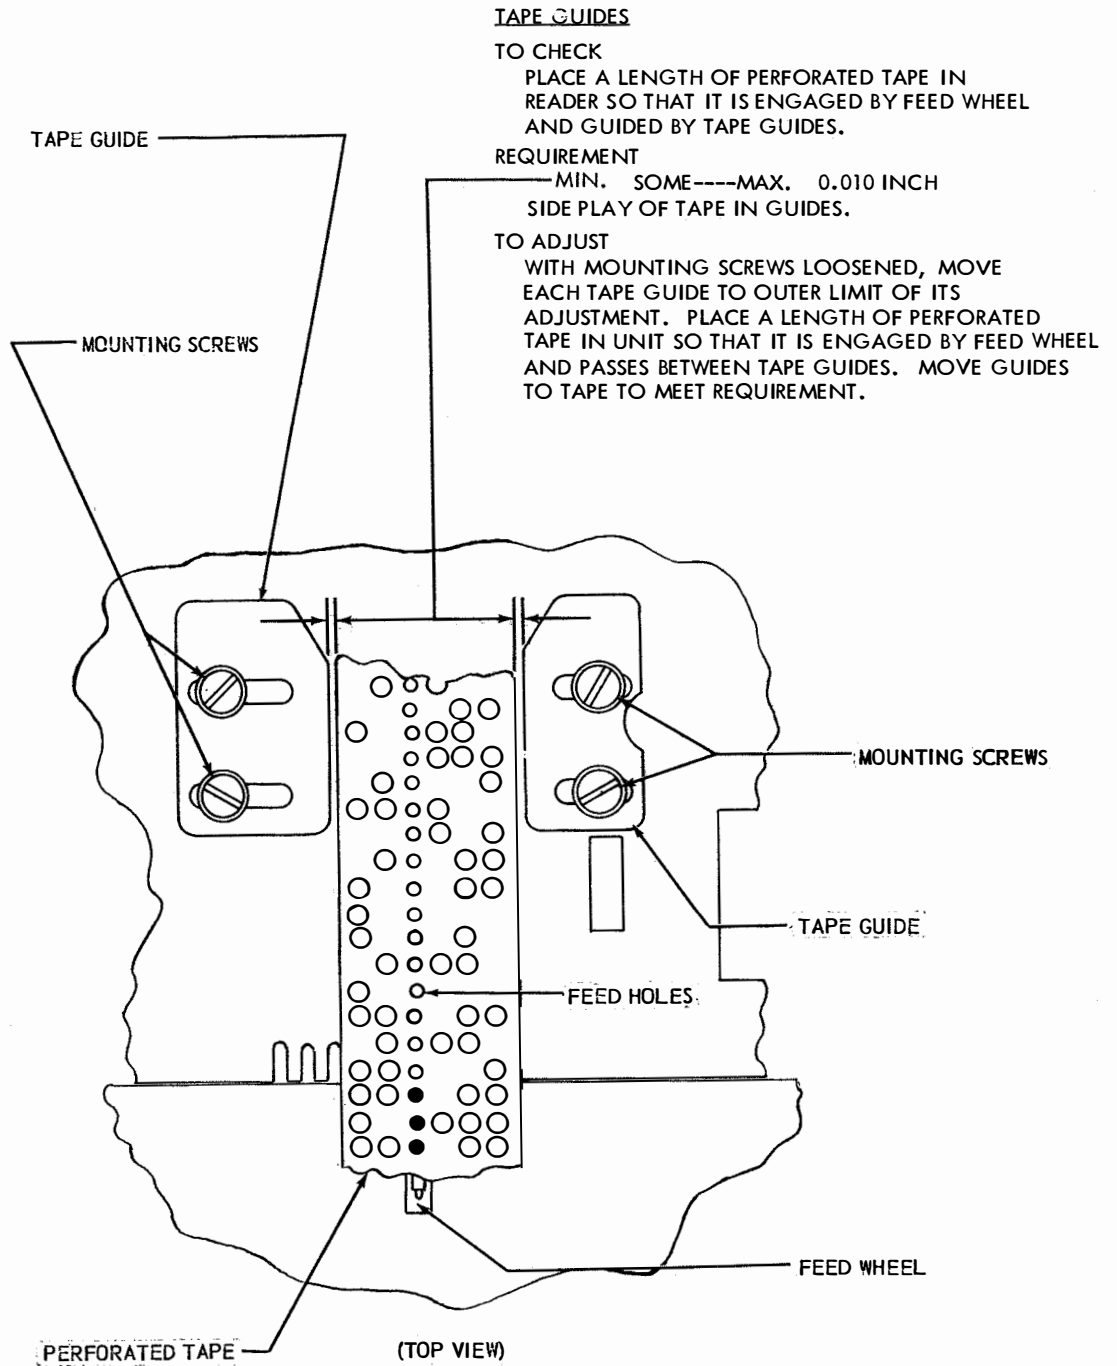 TAPE GUIDES
TO CHECK
PLACE A LENGTH OF PERFORATED TAPE IN
READER SO THAT IT IS ENGAGED BY FEED WHEEL
AND GUIDED BY TAPE GUIDES.
REQUIREMENT
MIN. SOME----MAX. 0.010 INCH
SIDE PLAY OF TAPE IN GUIDES.
TO ADJUST
WITH MOUNTING SCREWS LOOSENED, MOVE
EACH TAPE GUIDE TO OUTER LIMIT OF ITS
ADJUSTMENT. PLACE A LENGTH OF PERFORATED
TAPE IN UNIT SO THAT IT IS ENGAGED BY FEED WHEEL
AND PASSES BETWEEN TAPE GUIDES. MOVE GUIDES
TO TAPE TO MEET REQUIREMENT.
TAPE GUIDE
MOUNTING SCREWS
MOUNTING SCREWS
TAPE GUIDE
FEED HOLES
FEED WHEEL
PERFORATED TAPE
(TOP VIEW)